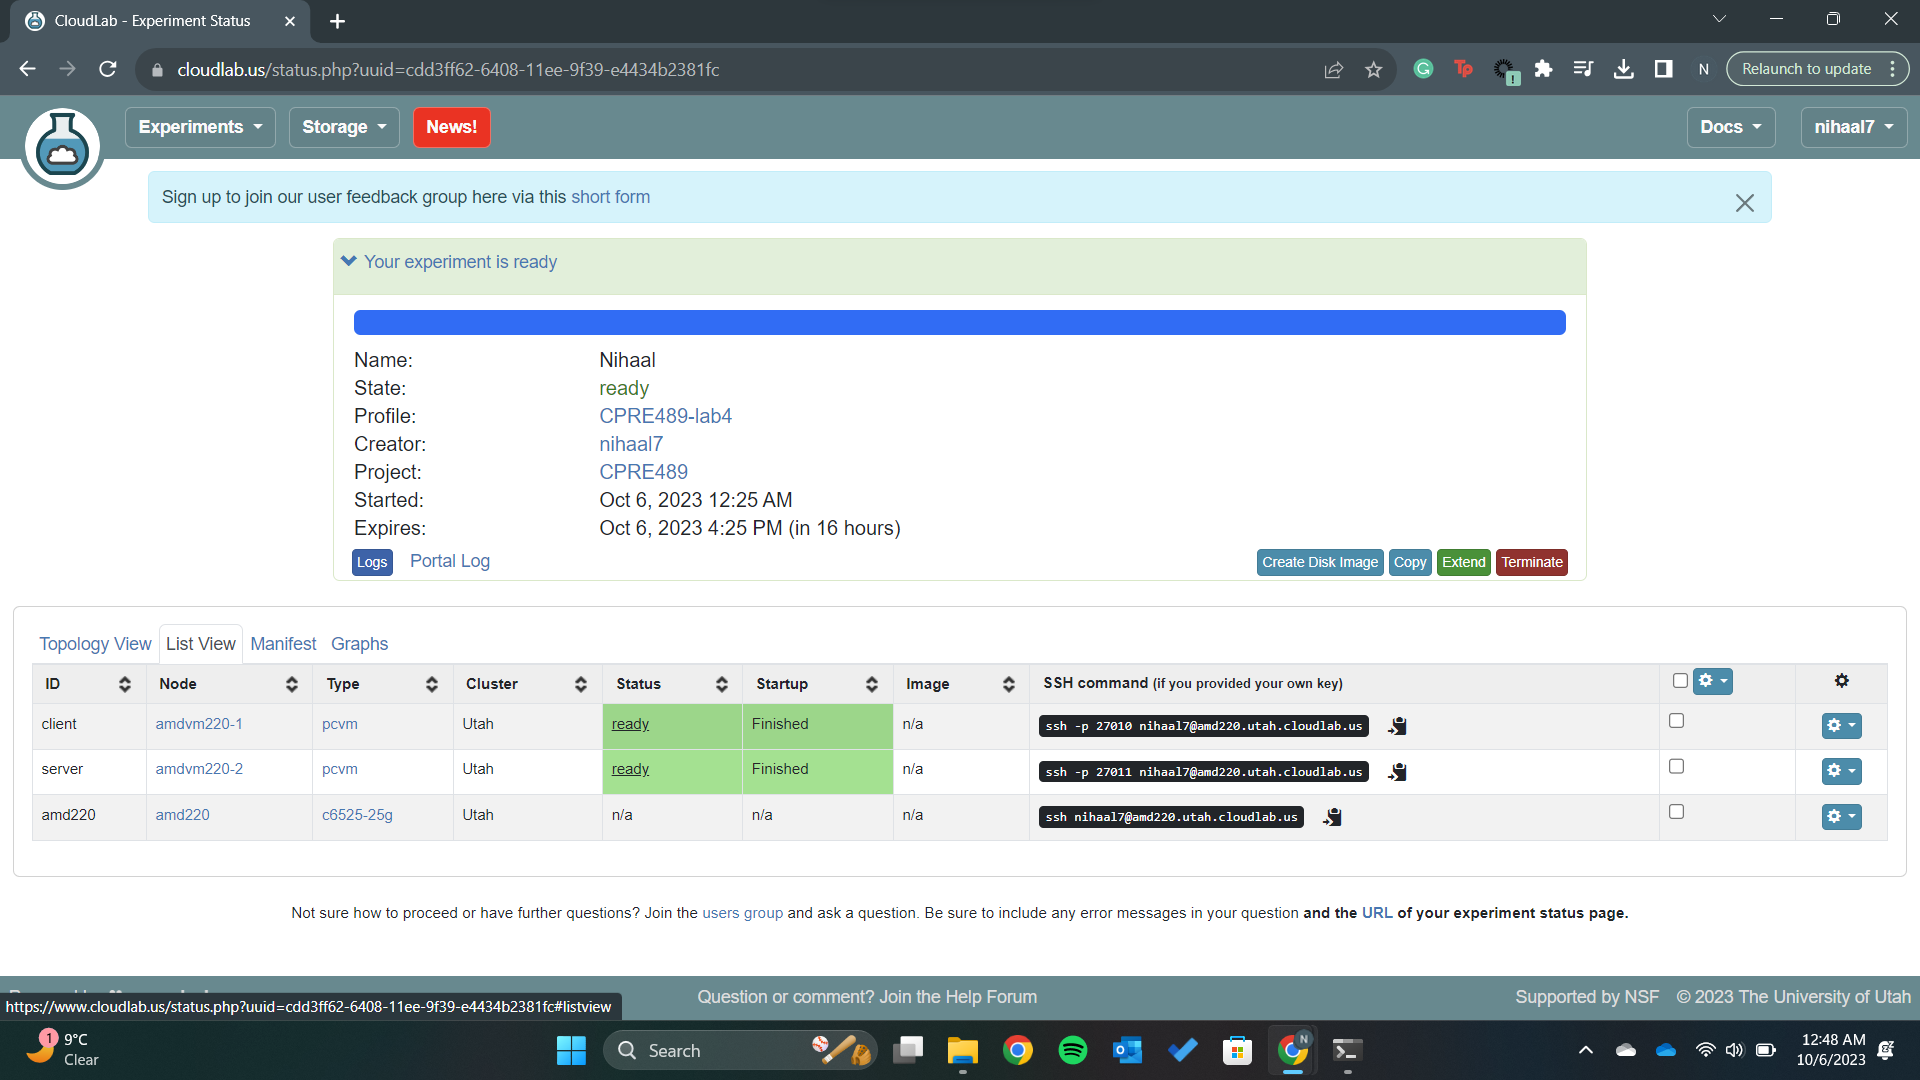 CloudLab - Experiment Status
cloudlab.us/status.php?uuid=cdd3ff62-6408-11ee-9f39-e4434b2381fc
Tp
N
Relaunch to update
Experiments
Storage
News!
Docs
nihaal7
Sign up to join our user feedback group here via this short form
Your experiment is ready
Name: Nihaal
State: ready
Profile: CPRE489-lab4
Creator: nihaal7
Project: CPRE489
Started: Oct 6, 2023 12:25 AM
Expires: Oct 6, 2023 4:25 PM (in 16 hours)
Logs Portal Log Create Disk Image Copy Extend Terminate
Topology View List View Manifest Graphs
ID Node Type Cluster Status Startup Image SSH command (if you provided your own key)
client amdvm220-1 pcvm Utah ready Finished n/a ssh -p 27010 nihaal7@amd220.utah.cloudlab.us
server amdvm220-2 pcvm Utah ready Finished n/a ssh -p 27011 nihaal7@amd220.utah.cloudlab.us
amd220 amd220 c6525-25g Utah n/a n/a n/a ssh nihaal7@amd220.utah.cloudlab.us
Not sure how to proceed or have further questions? Join the users group and ask a question. Be sure to include any error messages in your question and the URL of your experiment status page.
Question or comment? Join the Help Forum
Supported by NSF © 2023 The University of Utah
https://www.cloudlab.us/status.php?uuid=cdd3ff62-6408-11ee-9f39-e4434b2381fc#listview
1
9°C
Clear
Search
N
12:48 AM
10/6/2023